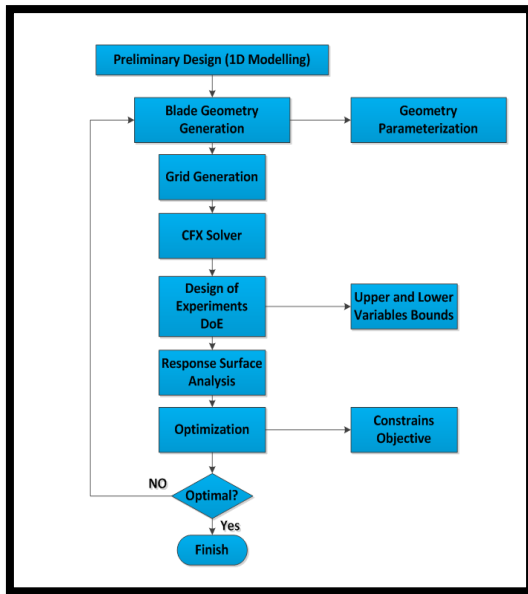 Preliminary Design (1D Modelling)
Blade Geometry
Generation
Geometry
Parameterization
Grid Generation
CFX Solver
Design of
Experiments
DoE
Upper and Lower
Variables Bounds
Response Surface
Analysis
Optimization
Constrains
Objective
NO
Optimal?
Yes
Finish